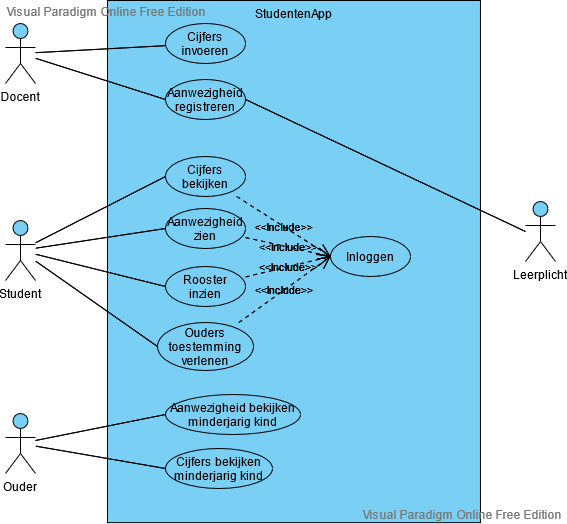 Visual Paradigm Online Free Edition
StudentenApp
Cijfers
invoeren
Docent
Aanwezigheid
registreren
Cijfers
bekijken
Aanwezigheid
zien
<<Include>>
<<Include>>
Inloggen
Leerplicht
Student
Rooster
inzien
<<Include>>
<<Include>>
Ouders
toestemming
verlenen
Aanwezigheid bekijken
minderjarig kind
Ouder
Cijfers bekijken
minderjarig kind
Visual Paradigm Online Free Edition